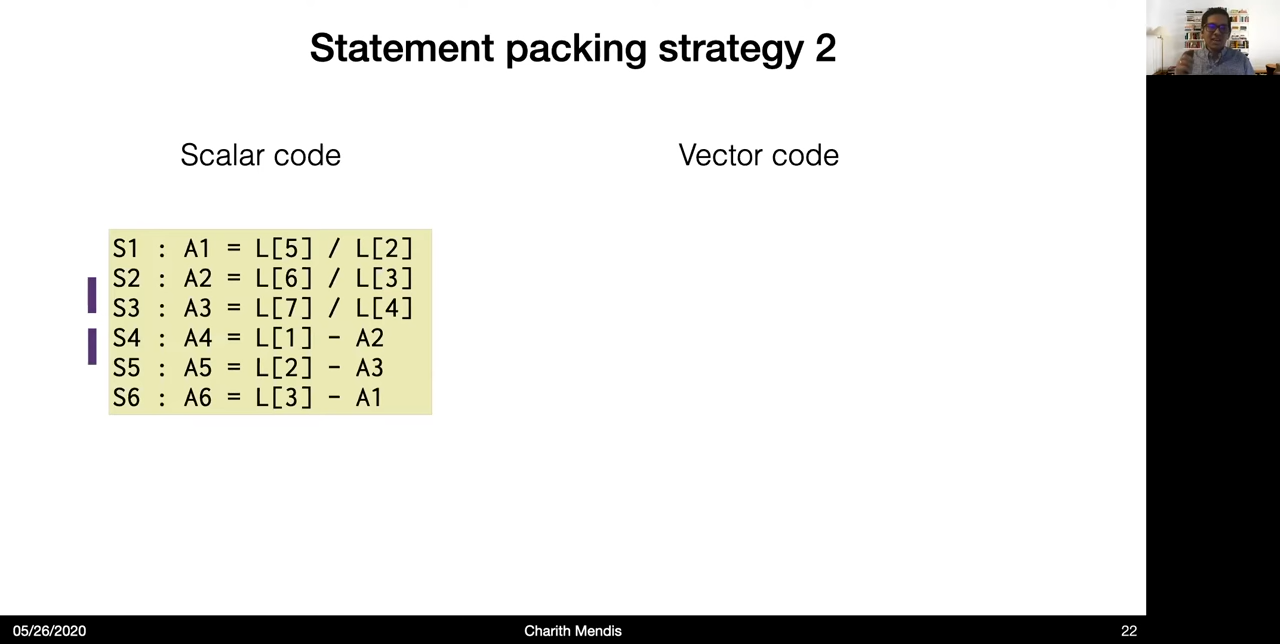 Statement packing strategy 2
Scalar code
Vector code
S1 : A1 = L[5] / L[2]
S2 : A2 = L[6] / L[3]
S3 : A3 = L[7] / L[4]
S4 : A4 = L[1] - A2
S5 : A5 = L[2] - A3
S6 : A6 = L[3] - A1
05/26/2020
Charith Mendis
22